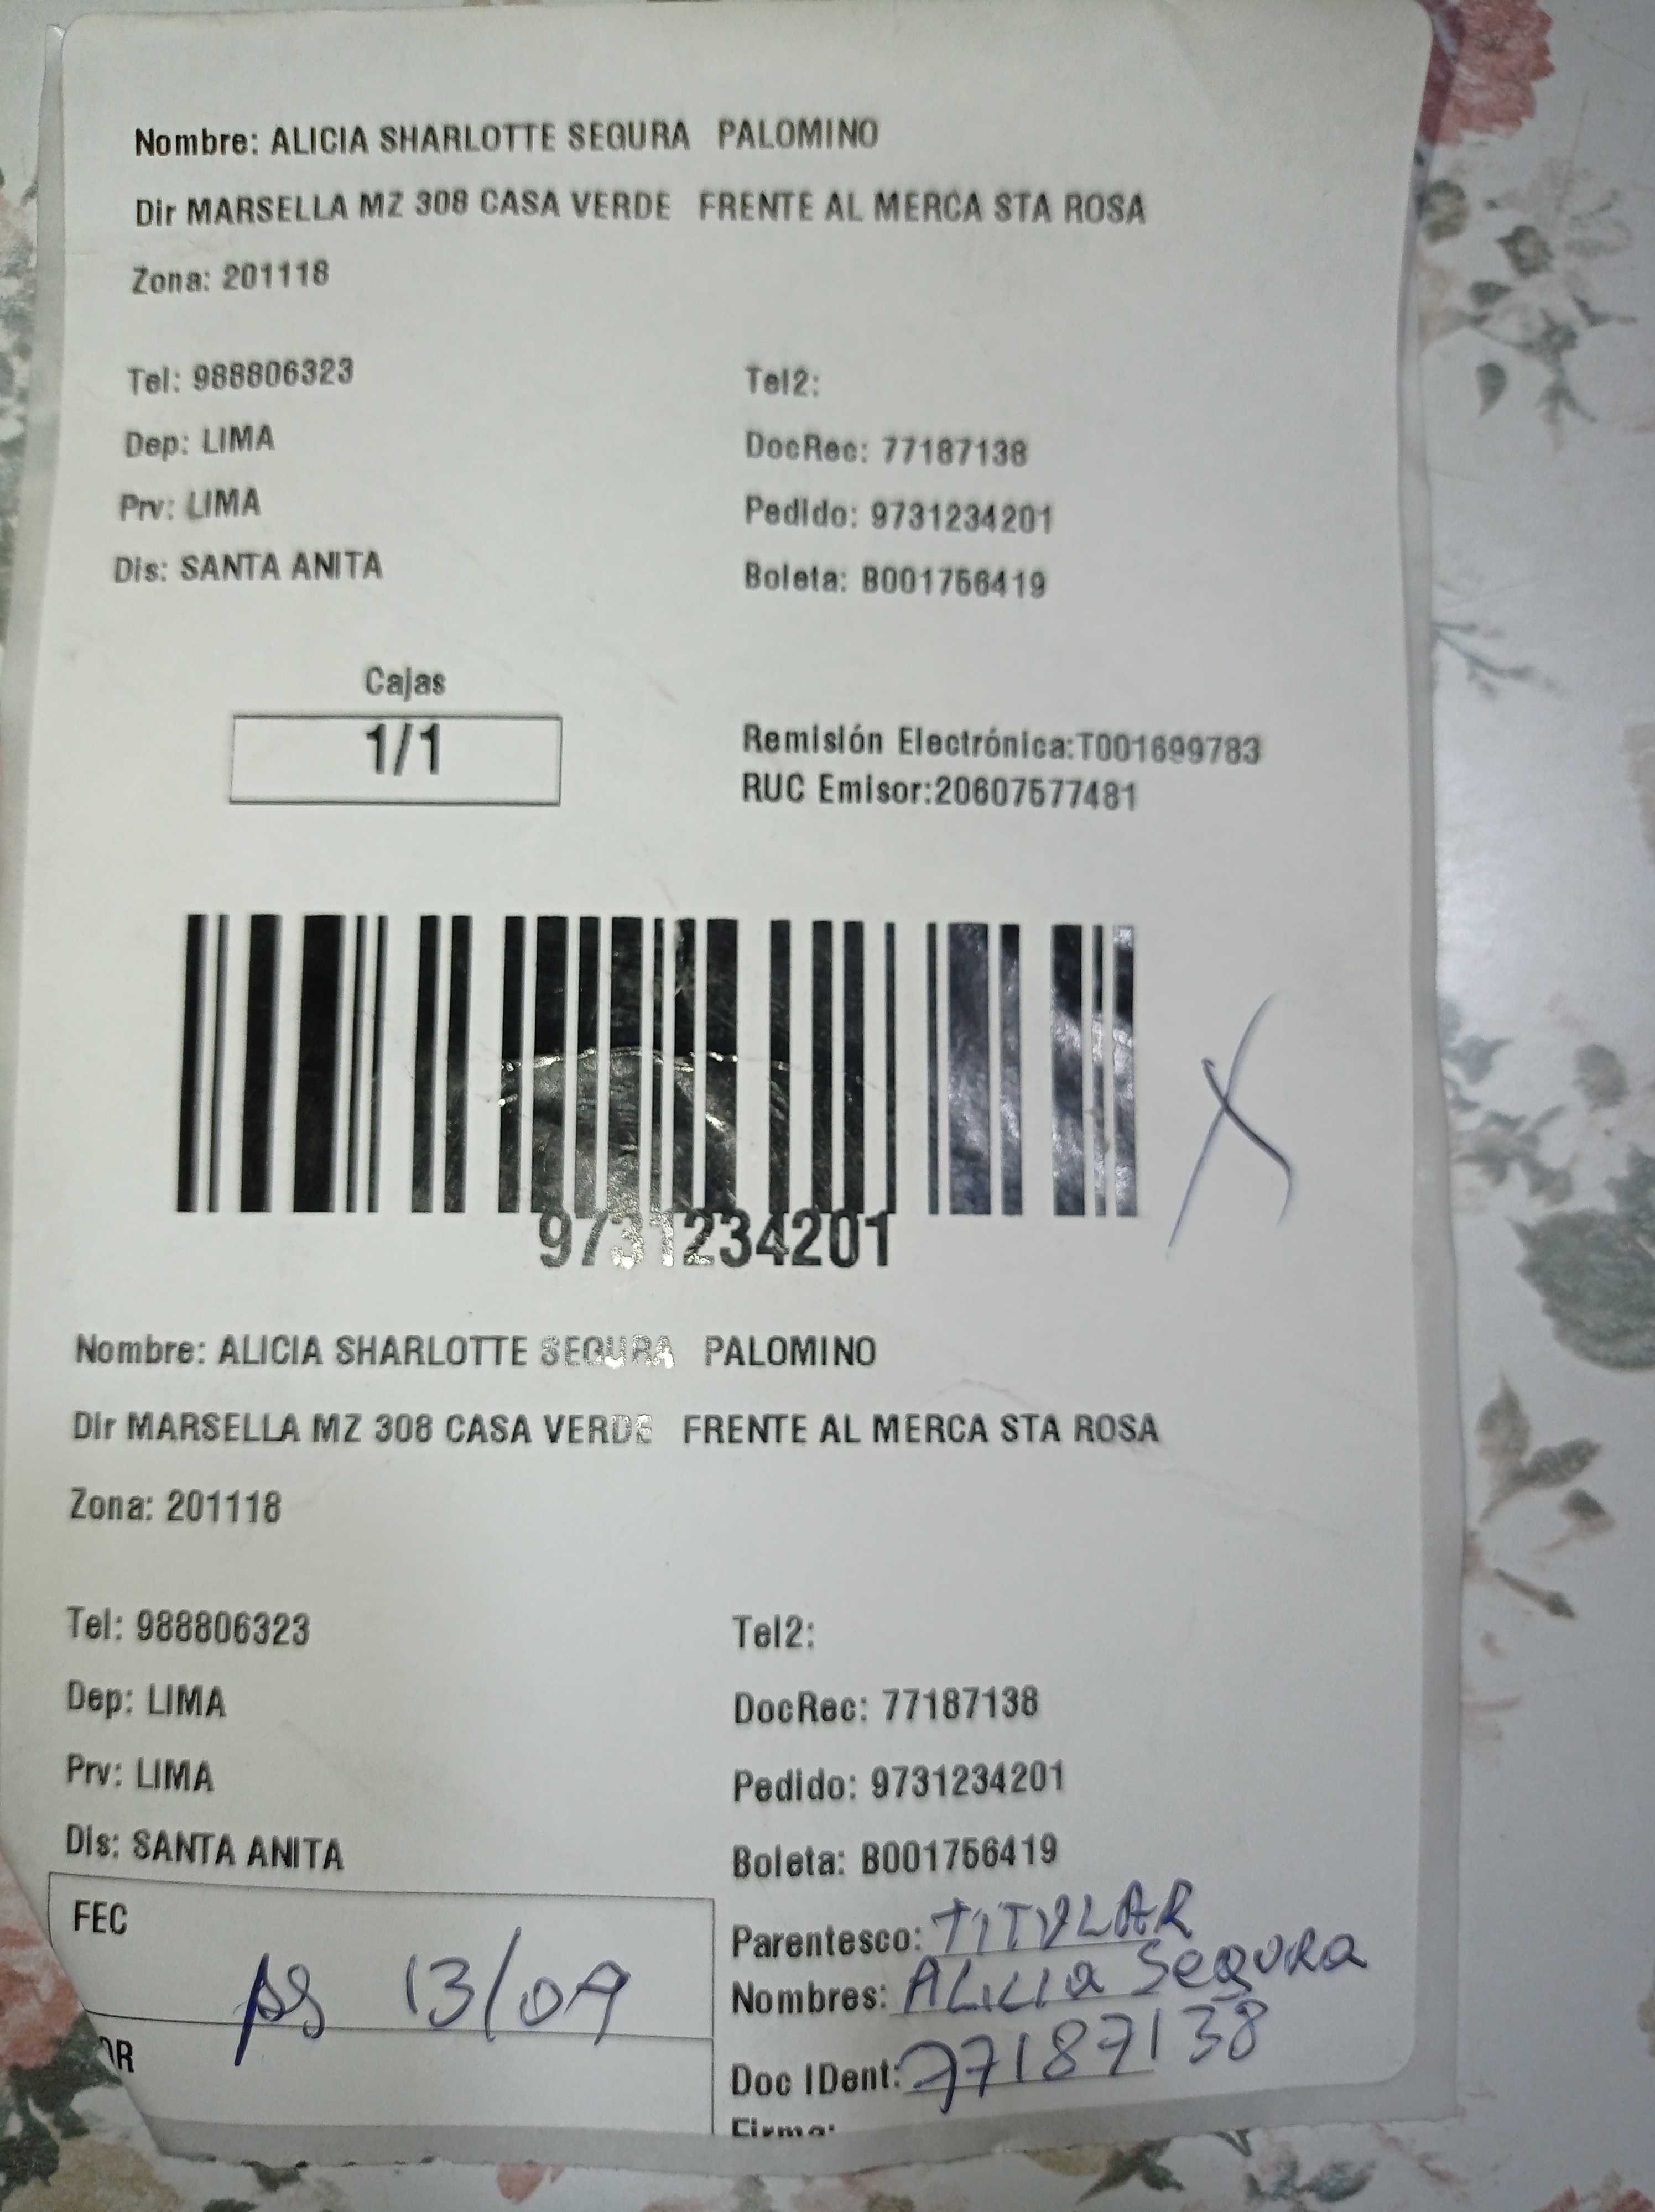 Nombre: ALICIA SHARLOTTE SEGURA PALOMINO
Dir MARSELLA MZ 308 CASA VERDE FRENTE AL MERCA STA ROSA
Zona: 201118
Tel: 988806323 Tel2:
Dep: LIMA DocRec: 77187138
Prv: LIMA Pedido: 9731234201
Dis: SANTA ANITA Boleta: B001756419
Cajas
1/1
Remisión Electrónica:T001699783
RUC Emisor:20607577481
9731234201
Nombre: ALICIA SHARLOTTE SEGURA PALOMINO
Dir MARSELLA MZ 308 CASA VERDE FRENTE AL MERCA STA ROSA
Zona: 201118
Tel: 988806323 Tel2:
Dep: LIMA DocRec: 77187138
Prv: LIMA Pedido: 9731234201
Dis: SANTA ANITA Boleta: B001756419
FEC
13/09
OR
Parentesco: TITULAR
Nombres: ALICIA SEGURA
Doc IDent: 77187138
Firma: